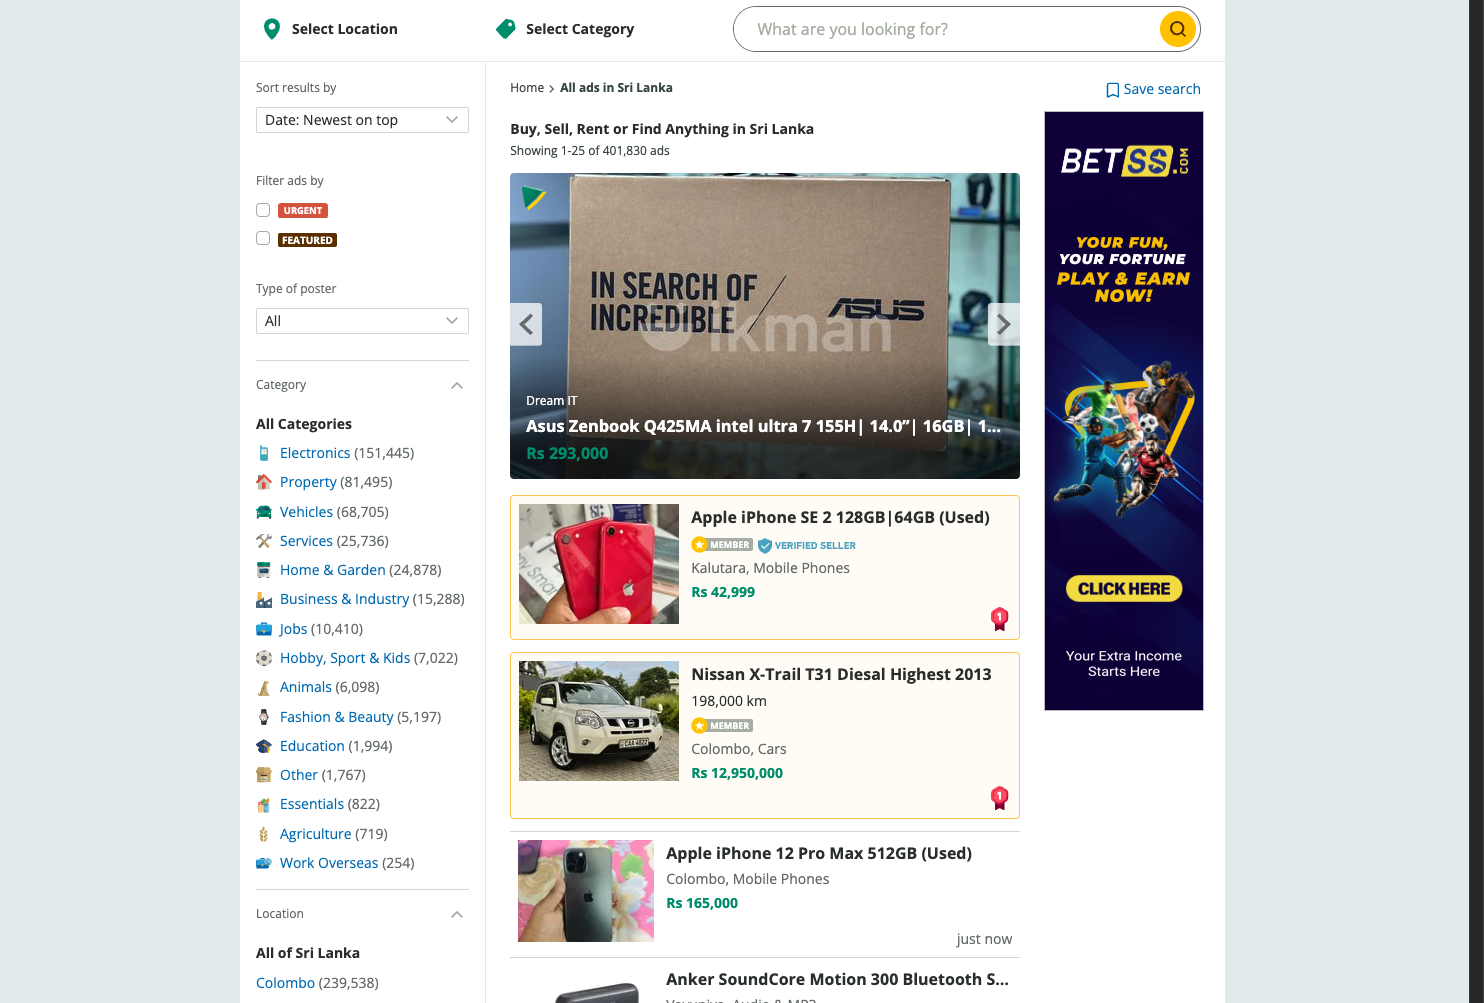 Select Location
Select Category
What are you looking for?
Sort results by
Date: Newest on top
Filter ads by
URGENT
FEATURED
Type of poster
All
Category
All Categories
Electronics (151,445)
Property (81,495)
Vehicles (68,705)
Services (25,736)
Home & Garden (24,878)
Business & Industry (15,288)
Jobs (10,410)
Hobby, Sport & Kids (7,022)
Animals (6,098)
Fashion & Beauty (5,197)
Education (1,994)
Other (1,767)
Essentials (822)
Agriculture (719)
Work Overseas (254)
Location
All of Sri Lanka
Colombo (239,538)
Home > All ads in Sri Lanka
Save search
Buy, Sell, Rent or Find Anything in Sri Lanka
Showing 1-25 of 401,830 ads
IN SEARCH OF
INCREDIBLE
ASUS
ikman
Dream IT
Asus Zenbook Q425MA intel ultra 7 155H| 14.0”| 16GB| 1...
Rs 293,000
Apple iPhone SE 2 128GB|64GB (Used)
MEMBER VERIFIED SELLER
Kalutara, Mobile Phones
Rs 42,999
1
Nissan X-Trail T31 Diesal Highest 2013
198,000 km
MEMBER
Colombo, Cars
Rs 12,950,000
1
Apple iPhone 12 Pro Max 512GB (Used)
Colombo, Mobile Phones
Rs 165,000
just now
Anker SoundCore Motion 300 Bluetooth S...
BETSS.COM
YOUR FUN,
YOUR FORTUNE
PLAY & EARN
NOW!
CLICK HERE
Your Extra Income
Starts Here